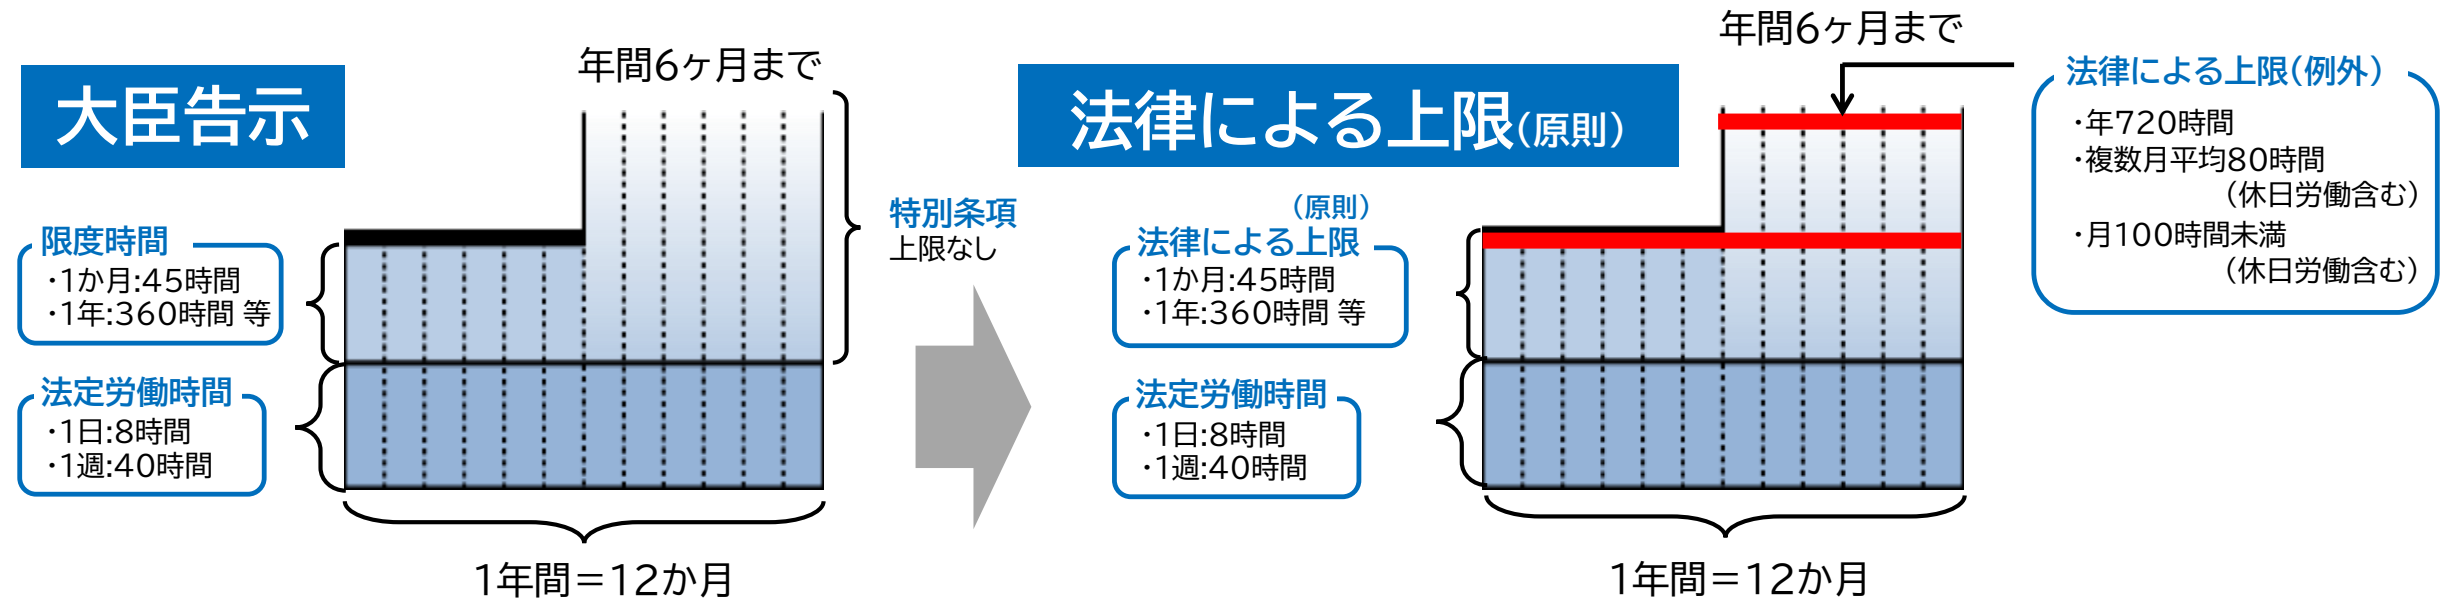 大臣告示
年間6ヶ月まで
限度時間
・1か月:45時間
・1年:360時間 等
法定労働時間
・1日:8時間
・1週:40時間
特別条項
上限なし
1年間＝12か月
法律による上限(原則)
年間6ヶ月まで
(原則)
法律による上限
・1か月:45時間
・1年:360時間 等
法定労働時間
・1日:8時間
・1週:40時間
1年間＝12か月
法律による上限(例外)
・年720時間
・複数月平均80時間
(休日労働含む)
・月100時間未満
(休日労働含む)